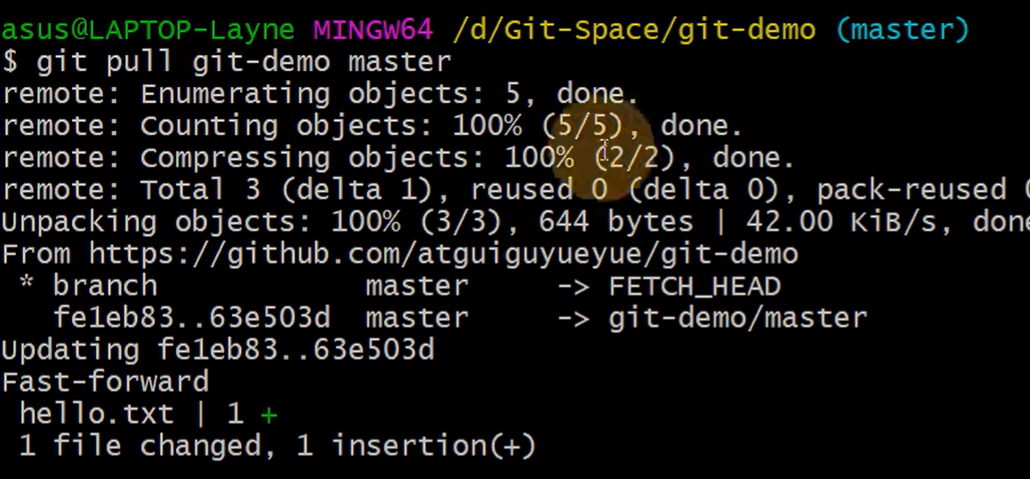 asus@LAPTOP-Layne MINGW64 /d/Git-Space/git-demo (master)
$ git pull git-demo master
remote: Enumerating objects: 5, done.
remote: Counting objects: 100% (5/5), done.
remote: Compressing objects: 100% (2/2), done.
remote: Total 3 (delta 1), reused 0 (delta 0), pack-reused 0
Unpacking objects: 100% (3/3), 644 bytes | 42.00 KiB/s, done
From https://github.com/atguiguyueyue/git-demo
 * branch            master     -> FETCH_HEAD
   fe1eb83..63e503d  master     -> git-demo/master
Updating fe1eb83..63e503d
Fast-forward
 hello.txt | 1 +
 1 file changed, 1 insertion(+)